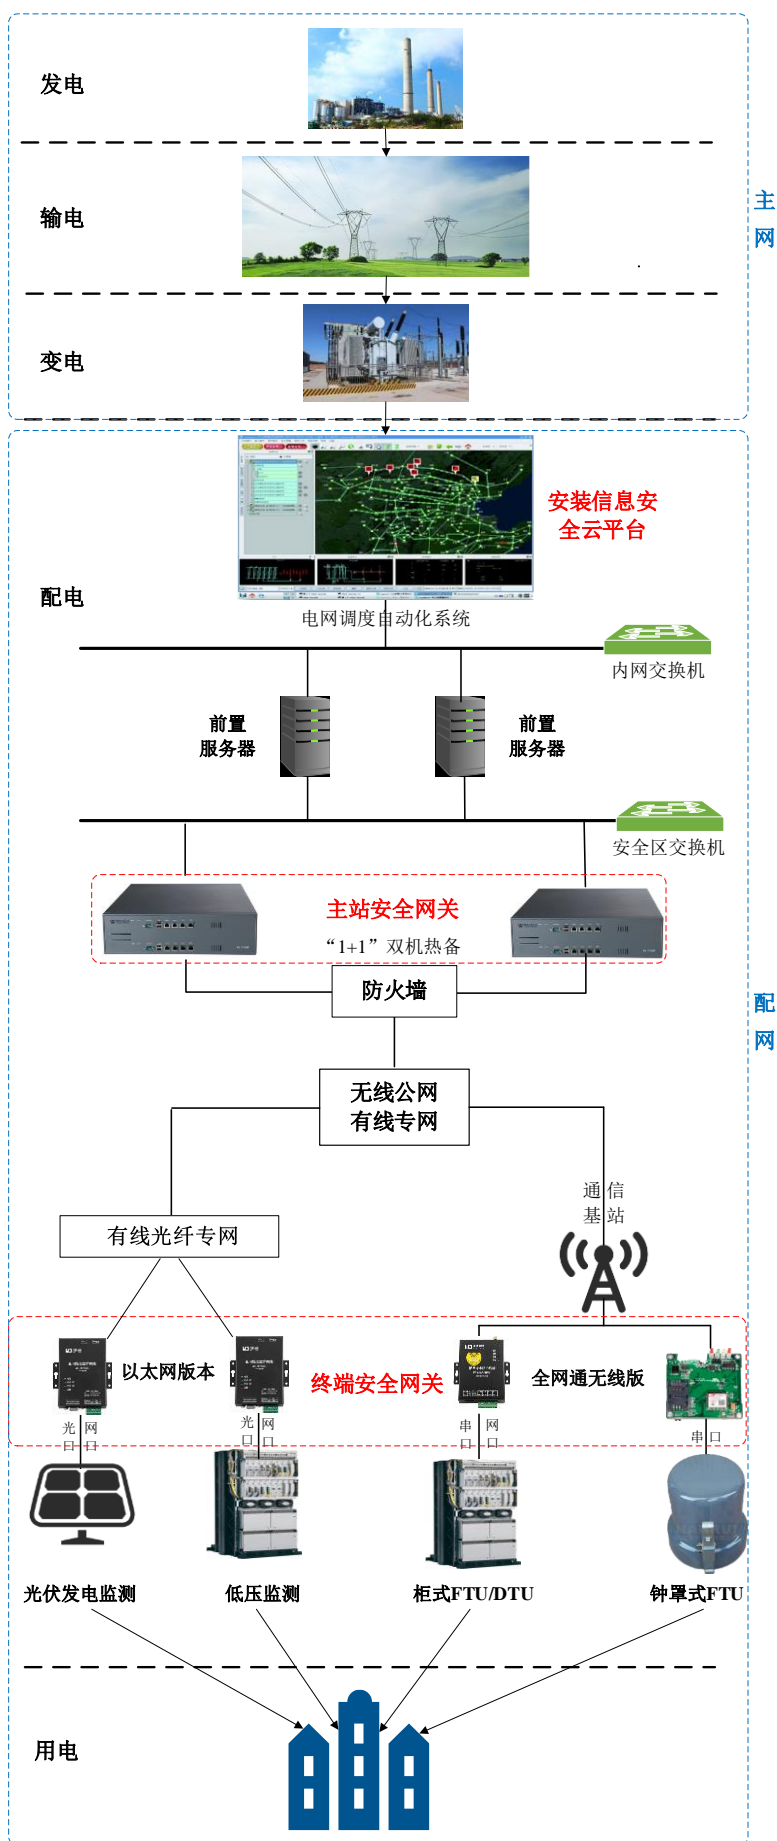 发电
输电
主
网
变电
安装信息安
全云平台
配电
电网调度自动化系统
内网交换机
前置
服务器
前置
服务器
安全区交换机
主站安全网关
“1+1”双机热备
防火墙
配
网
无线公网
有线专网
通信
基站
有线光纤专网
以太网版本
终端安全网关
全网通无线版
光口
网口
光口
网口
串口
网口
串口
光伏发电监测
低压监测
柜式FTU/DTU
钟罩式FTU
用电